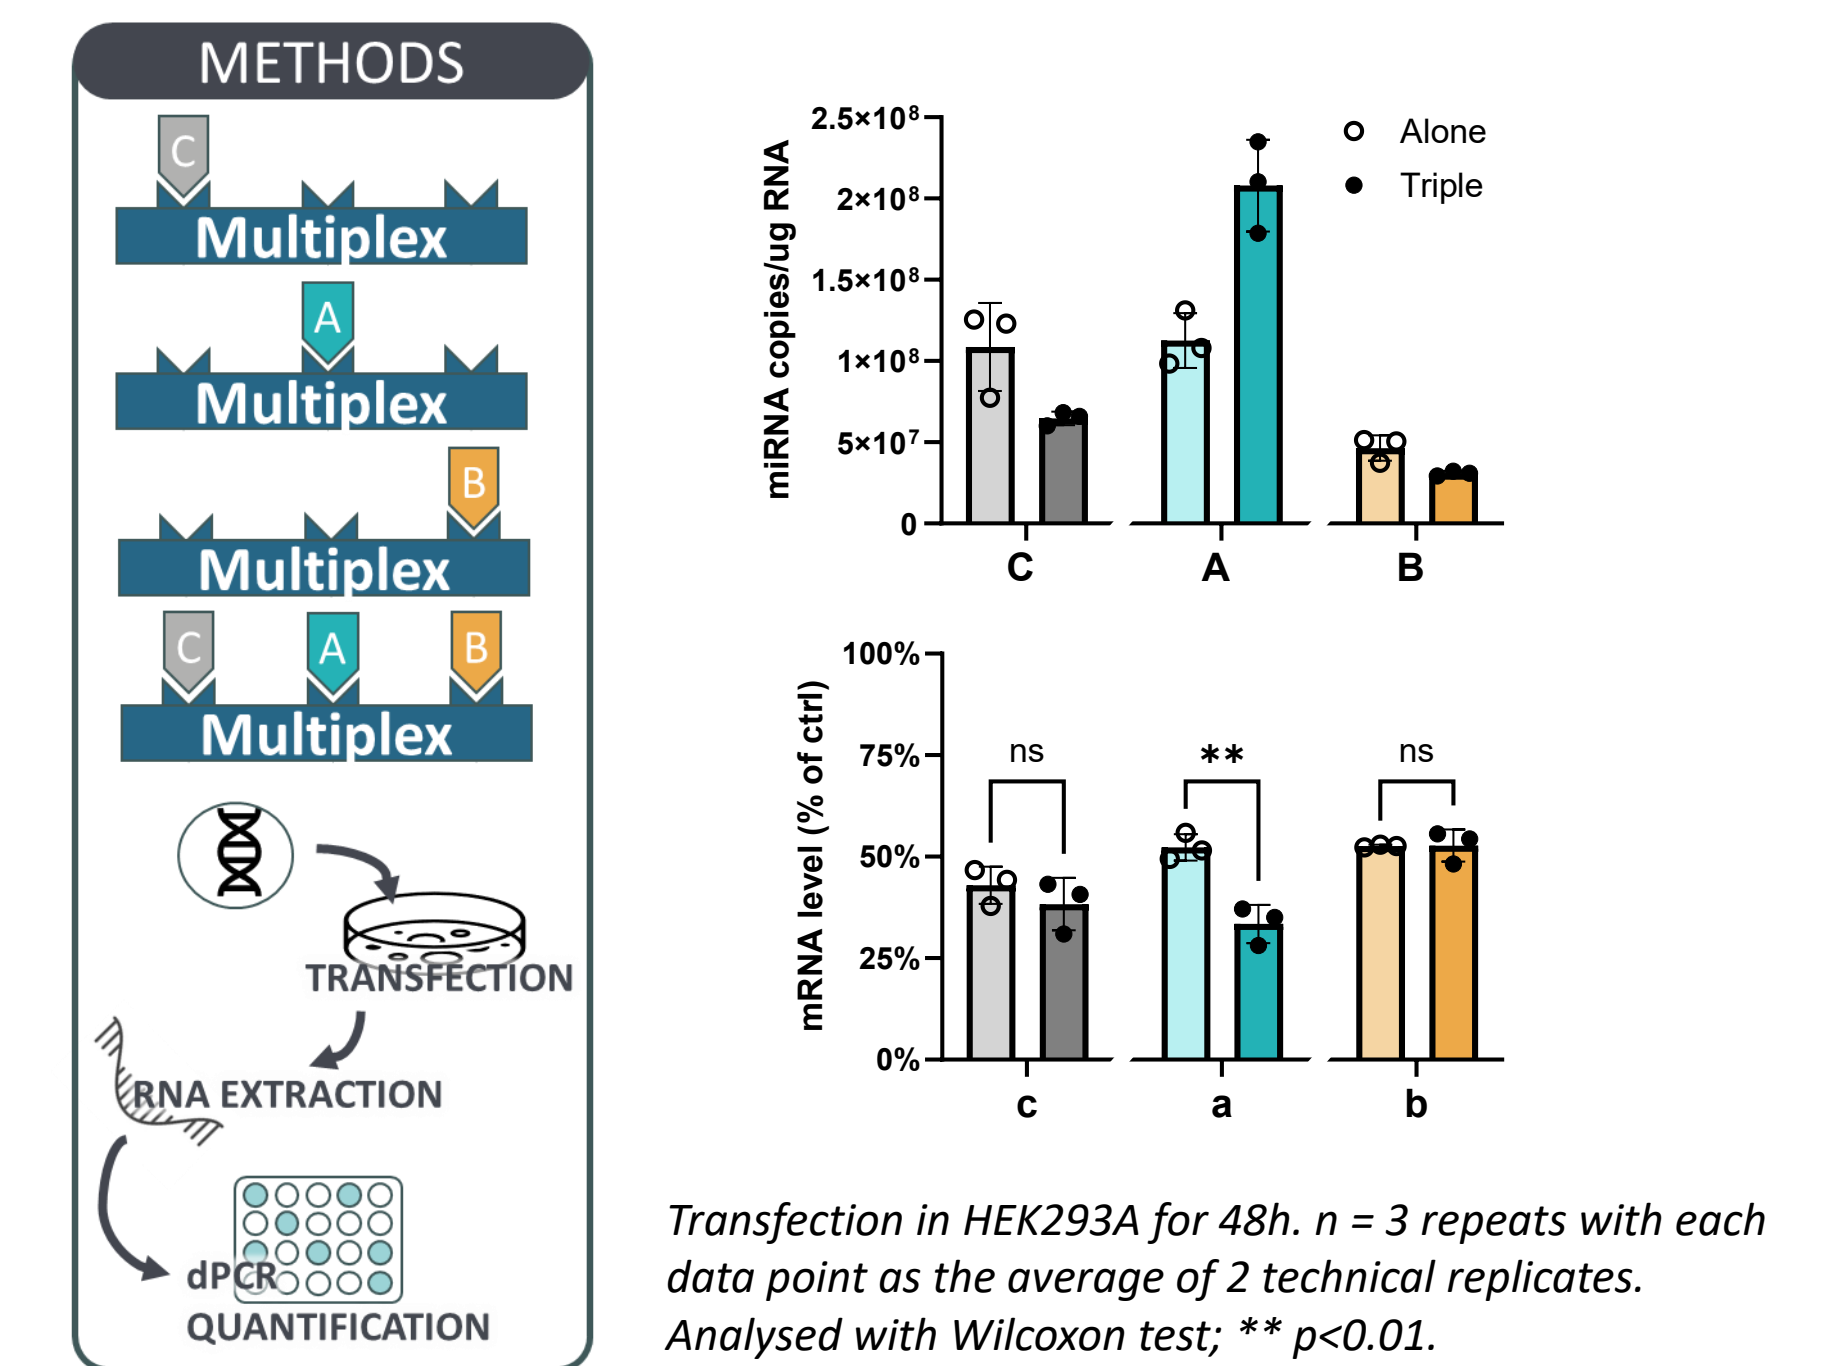 METHODS
C
Multiplex
A
Multiplex
B
Multiplex
C A B
Multiplex
TRANSFECTION
RNA EXTRACTION
dPCR
QUANTIFICATION
miRNA copies/ug RNA
2.5×10⁸
2×10⁸
1.5×10⁸
1×10⁸
5×10⁷
0
Alone
Triple
C A B
mRNA level (% of ctrl)
100%
75%
50%
25%
0%
ns ** ns
c a b
Transfection in HEK293A for 48h. n = 3 repeats with each
data point as the average of 2 technical replicates.
Analysed with Wilcoxon test; ** p<0.01.